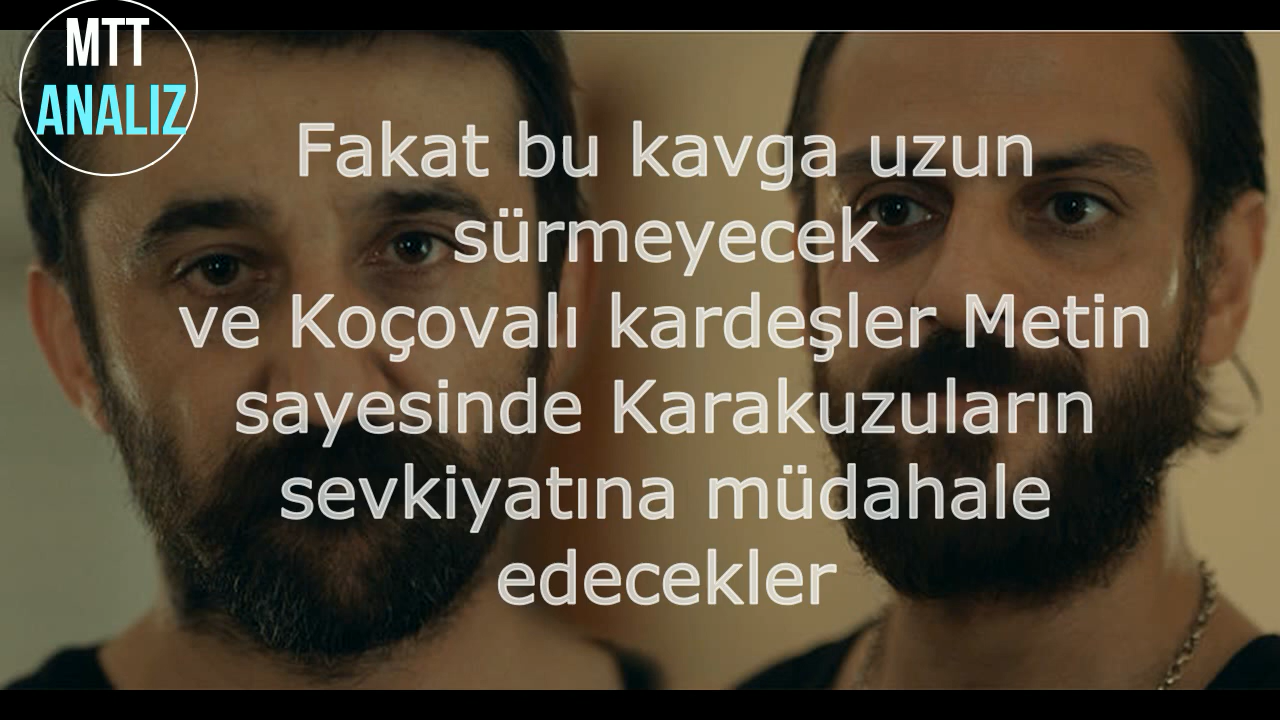 MTT
ANALIZ
Fakat bu kavga uzun
sürmeyecek
ve Koçovalı kardeşler Metin
sayesinde Karakuzuların
sevkiyatına müdahale
edecekler